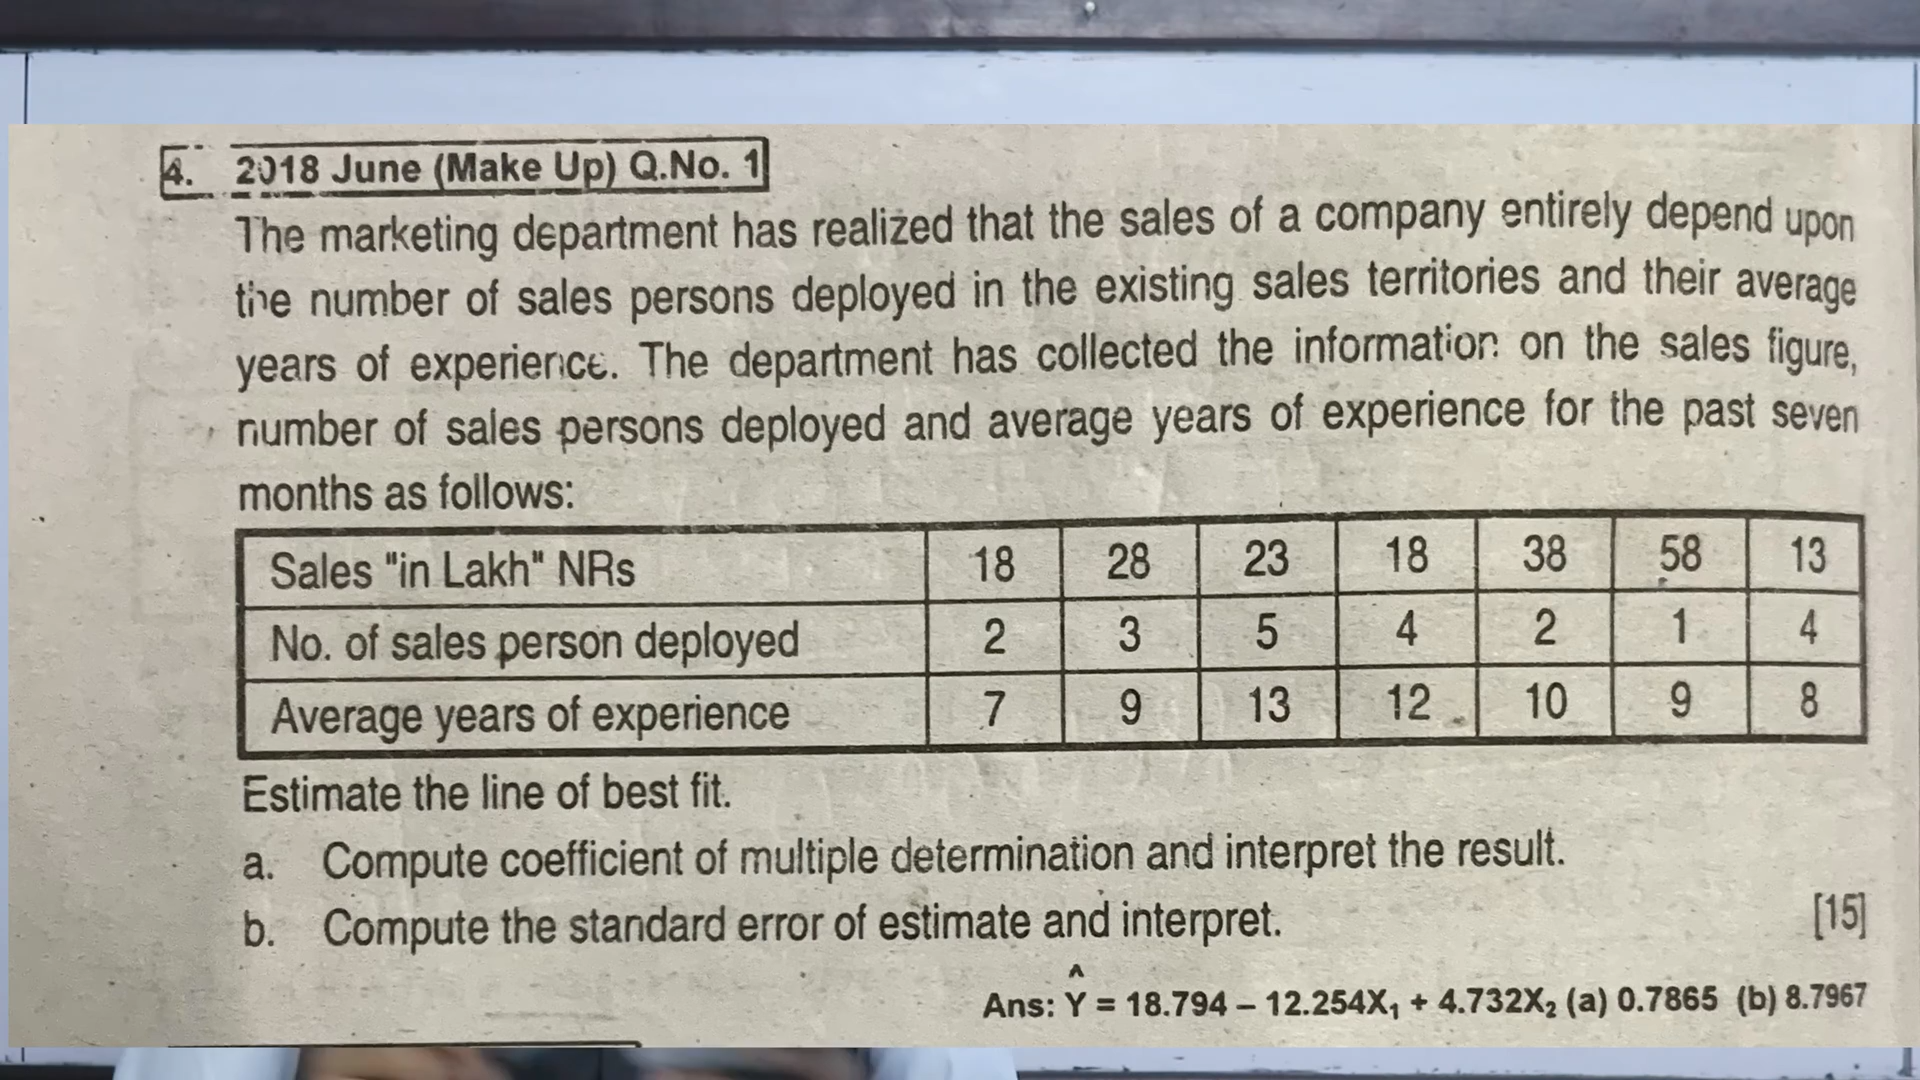 4. 2018 June (Make Up) Q.No. 1
The marketing department has realized that the sales of a company entirely depend upon
the number of sales persons deployed in the existing sales territories and their average
years of experience. The department has collected the information on the sales figure,
number of sales persons deployed and average years of experience for the past seven
months as follows:
Sales "in Lakh" NRs 18 28 23 18 38 58 13
No. of sales person deployed 2 3 5 4 2 1 4
Average years of experience 7 9 13 12 10 9 8
Estimate the line of best fit.
a. Compute coefficient of multiple determination and interpret the result.
b. Compute the standard error of estimate and interpret. [15]
Ans: Ŷ = 18.794 – 12.254X₁ + 4.732X₂ (a) 0.7865 (b) 8.7967